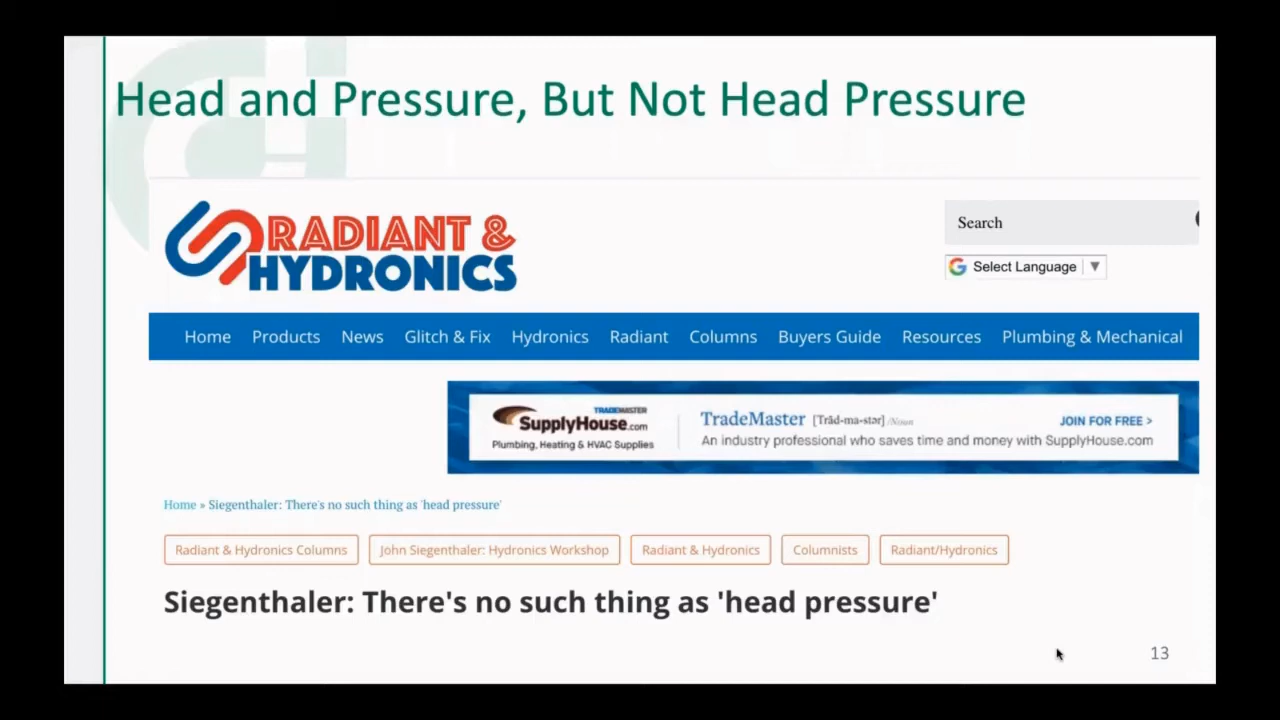 Head and Pressure, But Not Head Pressure
RADIANT &
HYDRONICS
Search
Select Language ▼
Home Products News Glitch & Fix Hydronics Radiant Columns Buyers Guide Resources Plumbing & Mechanical
TRADEMASTER
SupplyHouse.com
Plumbing, Heating & HVAC Supplies
TradeMaster [Trād-ma-stər] /Noun
JOIN FOR FREE >
An industry professional who saves time and money with SupplyHouse.com
Home » Siegenthaler: There's no such thing as 'head pressure'
Radiant & Hydronics Columns John Siegenthaler: Hydronics Workshop Radiant & Hydronics Columnists Radiant/Hydronics
Siegenthaler: There's no such thing as 'head pressure'
13